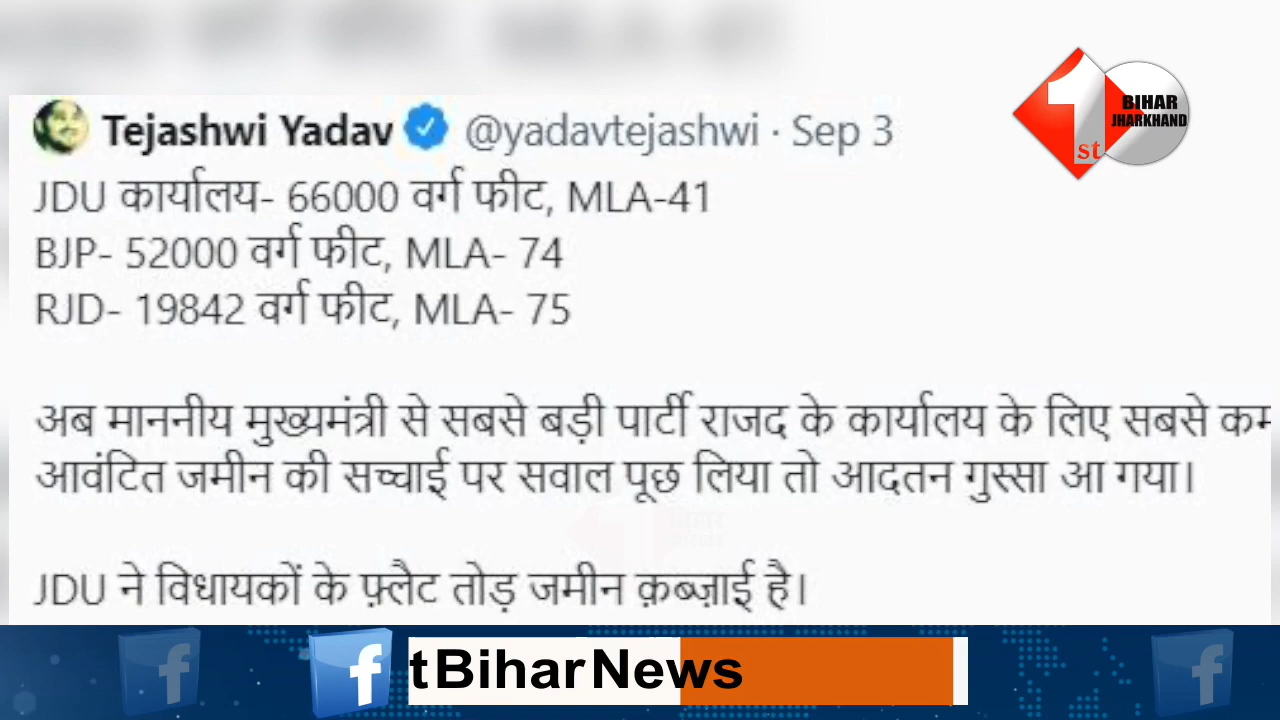 Tejashwi Yadav @yadavtejashwi · Sep 3
1st BIHAR JHARKHAND
JDU कार्यालय- 66000 वर्ग फीट, MLA-41
BJP- 52000 वर्ग फीट, MLA- 74
RJD- 19842 वर्ग फीट, MLA- 75
अब माननीय मुख्यमंत्री से सबसे बड़ी पार्टी राजद के कार्यालय के लिए सबसे कम
आवंटित जमीन की सच्चाई पर सवाल पूछ लिया तो आदतन गुस्सा आ गया।
JDU ने विधायकों के फ़्लैट तोड़ जमीन क़ब्ज़ाई है।
tBiharNews